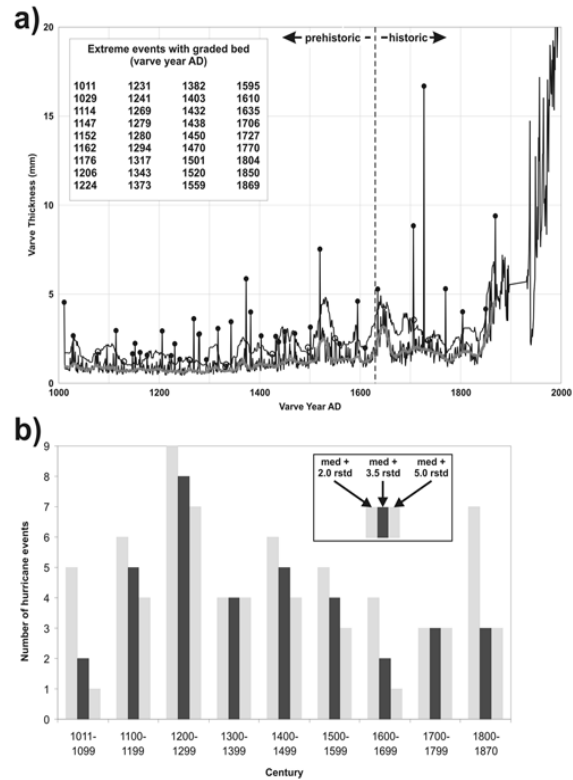 a)
prehistoric historic
Extreme events with graded bed
(varve year AD)
1011 1231 1382 1595
1029 1241 1403 1610
1114 1269 1432 1635
1147 1279 1438 1706
1152 1280 1450 1727
1162 1294 1470 1770
1176 1317 1501 1804
1206 1343 1520 1850
1224 1373 1559 1869
Varve Thickness (mm)
20
15
10
5
0
1000 1200 1400 1600 1800 2000
Varve Year AD
b)
med + med + med +
2.0 rstd 3.5 rstd 5.0 rstd
Number of hurricane events
9
8
7
6
5
4
3
2
1
0
1011- 1100- 1200- 1300- 1400- 1500- 1600- 1700- 1800-
1099 1199 1299 1399 1499 1599 1699 1799 1870
Century